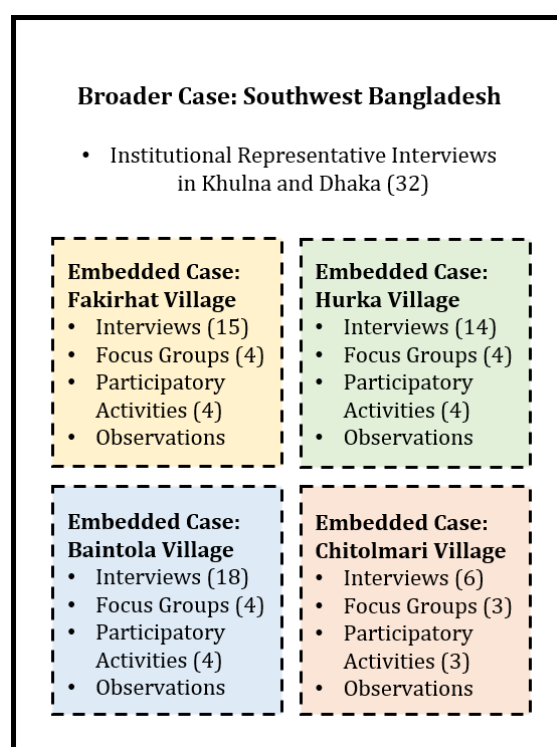 Broader Case: Southwest Bangladesh
• Institutional Representative Interviews
in Khulna and Dhaka (32)
Embedded Case:
Fakirhat Village
• Interviews (15)
• Focus Groups (4)
• Participatory
Activities (4)
• Observations
Embedded Case:
Hurka Village
• Interviews (14)
• Focus Groups (4)
• Participatory
Activities (4)
• Observations
Embedded Case:
Baintola Village
• Interviews (18)
• Focus Groups (4)
• Participatory
Activities (4)
• Observations
Embedded Case:
Chitolmari Village
• Interviews (6)
• Focus Groups (3)
• Participatory
Activities (3)
• Observations